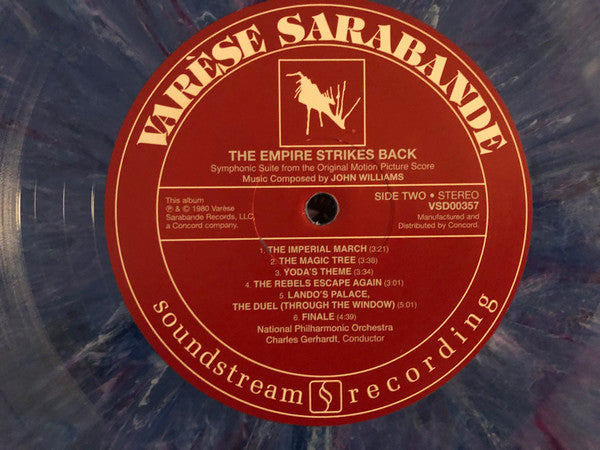 VARÈSE SARABANDE
THE EMPIRE STRIKES BACK
Symphonic Suite from the Original Motion Picture Score
Music Composed by JOHN WILLIAMS
This album
℗ & © 1980 Varèse
Sarabande Records, LLC,
a Concord company.
SIDE TWO • STEREO
VSD00357
Manufactured and
Distributed by Concord.
1. THE IMPERIAL MARCH (3:21)
2. THE MAGIC TREE (3:38)
3. YODA'S THEME (3:34)
4. THE REBELS ESCAPE AGAIN (3:01)
5. LANDO'S PALACE,
THE DUEL (THROUGH THE WINDOW) (5:01)
6. FINALE (4:39)
National Philharmonic Orchestra
Charles Gerhardt, Conductor
soundstream S recording